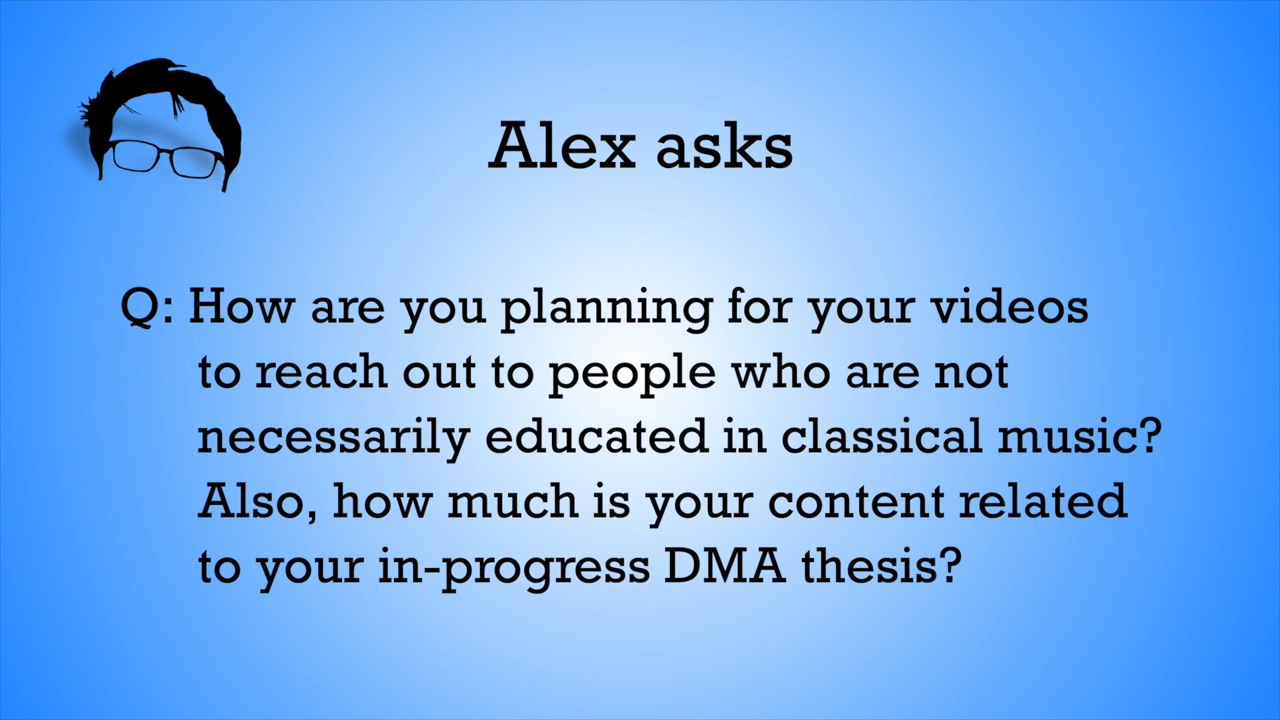 Alex asks
Q: How are you planning for your videos
to reach out to people who are not
necessarily educated in classical music?
Also, how much is your content related
to your in-progress DMA thesis?